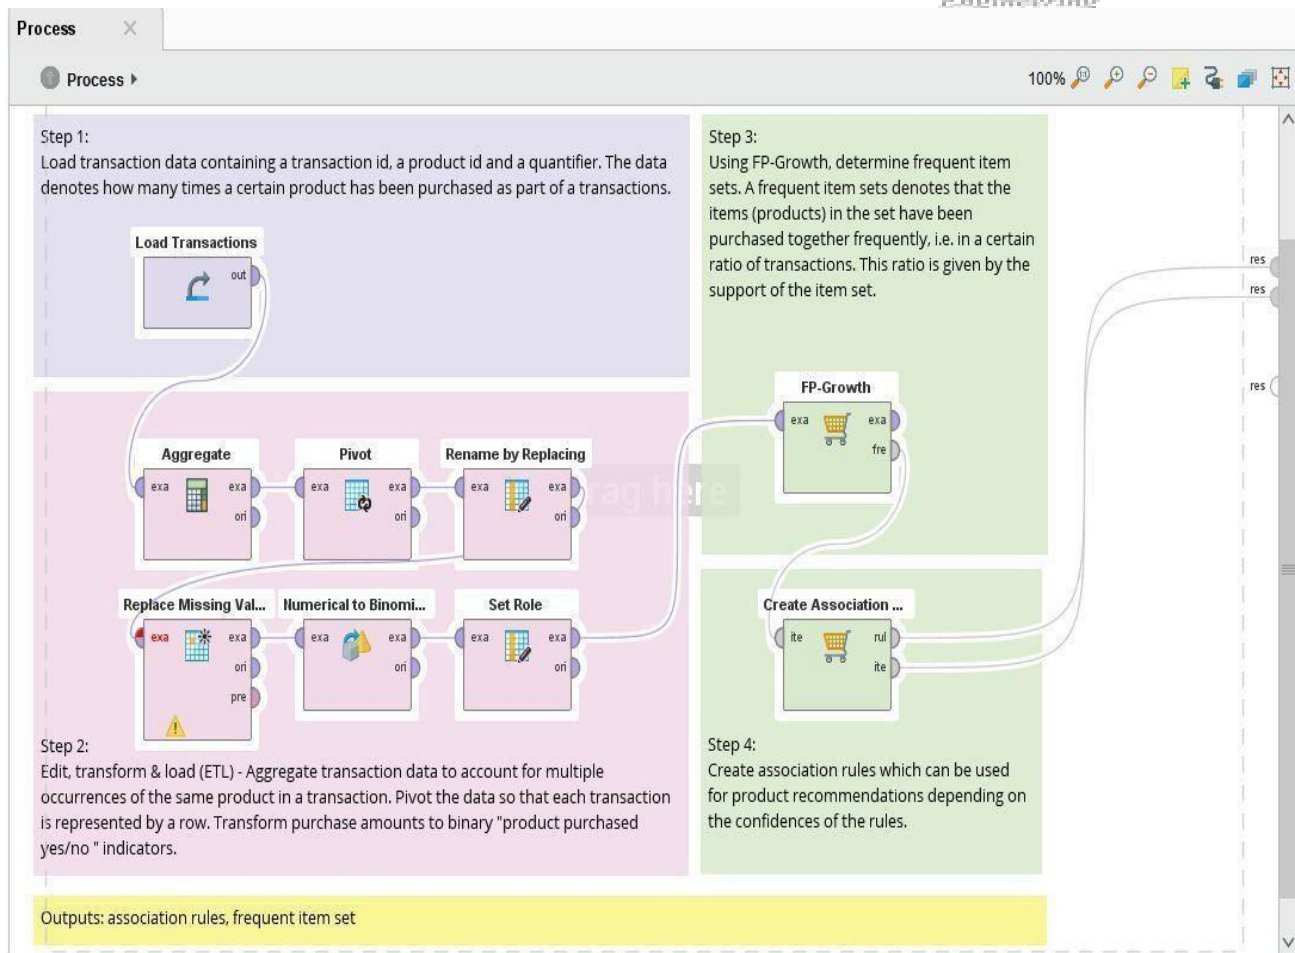 Process
Process
100%
Step 1:
Load transaction data containing a transaction id, a product id and a quantifier. The data
denotes how many times a certain product has been purchased as part of a transactions.
Load Transactions
out
Aggregate
exa exa
ori
Pivot
exa exa
ori
Rename by Replacing
exa exa
ori
Replace Missing Val...
exa exa
ori
pre
Numerical to Binomi...
exa exa
ori
Set Role
exa exa
ori
Step 2:
Edit, transform & load (ETL) - Aggregate transaction data to account for multiple
occurrences of the same product in a transaction. Pivot the data so that each transaction
is represented by a row. Transform purchase amounts to binary "product purchased
yes/no " indicators.
Step 3:
Using FP-Growth, determine frequent item
sets. A frequent item sets denotes that the
items (products) in the set have been
purchased together frequently, i.e. in a certain
ratio of transactions. This ratio is given by the
support of the item set.
FP-Growth
exa exa
fre
Create Association ...
ite rul
ite
Step 4:
Create association rules which can be used
for product recommendations depending on
the confidences of the rules.
res
res
res
Outputs: association rules, frequent item set